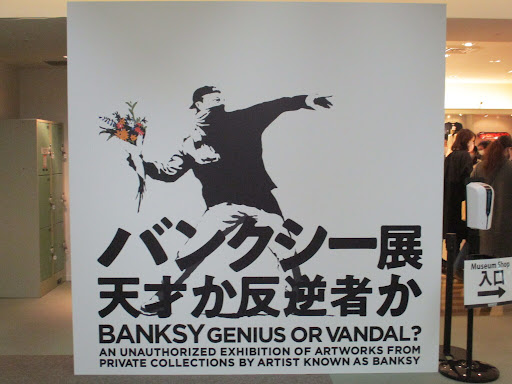 バンクシー展
天才か反逆者か
BANKSY GENIUS OR VANDAL?
AN UNAUTHORIZED EXHIBITION OF ARTWORKS FROM
PRIVATE COLLECTIONS BY ARTIST KNOWN AS BANKSY
Museum Shop
入口